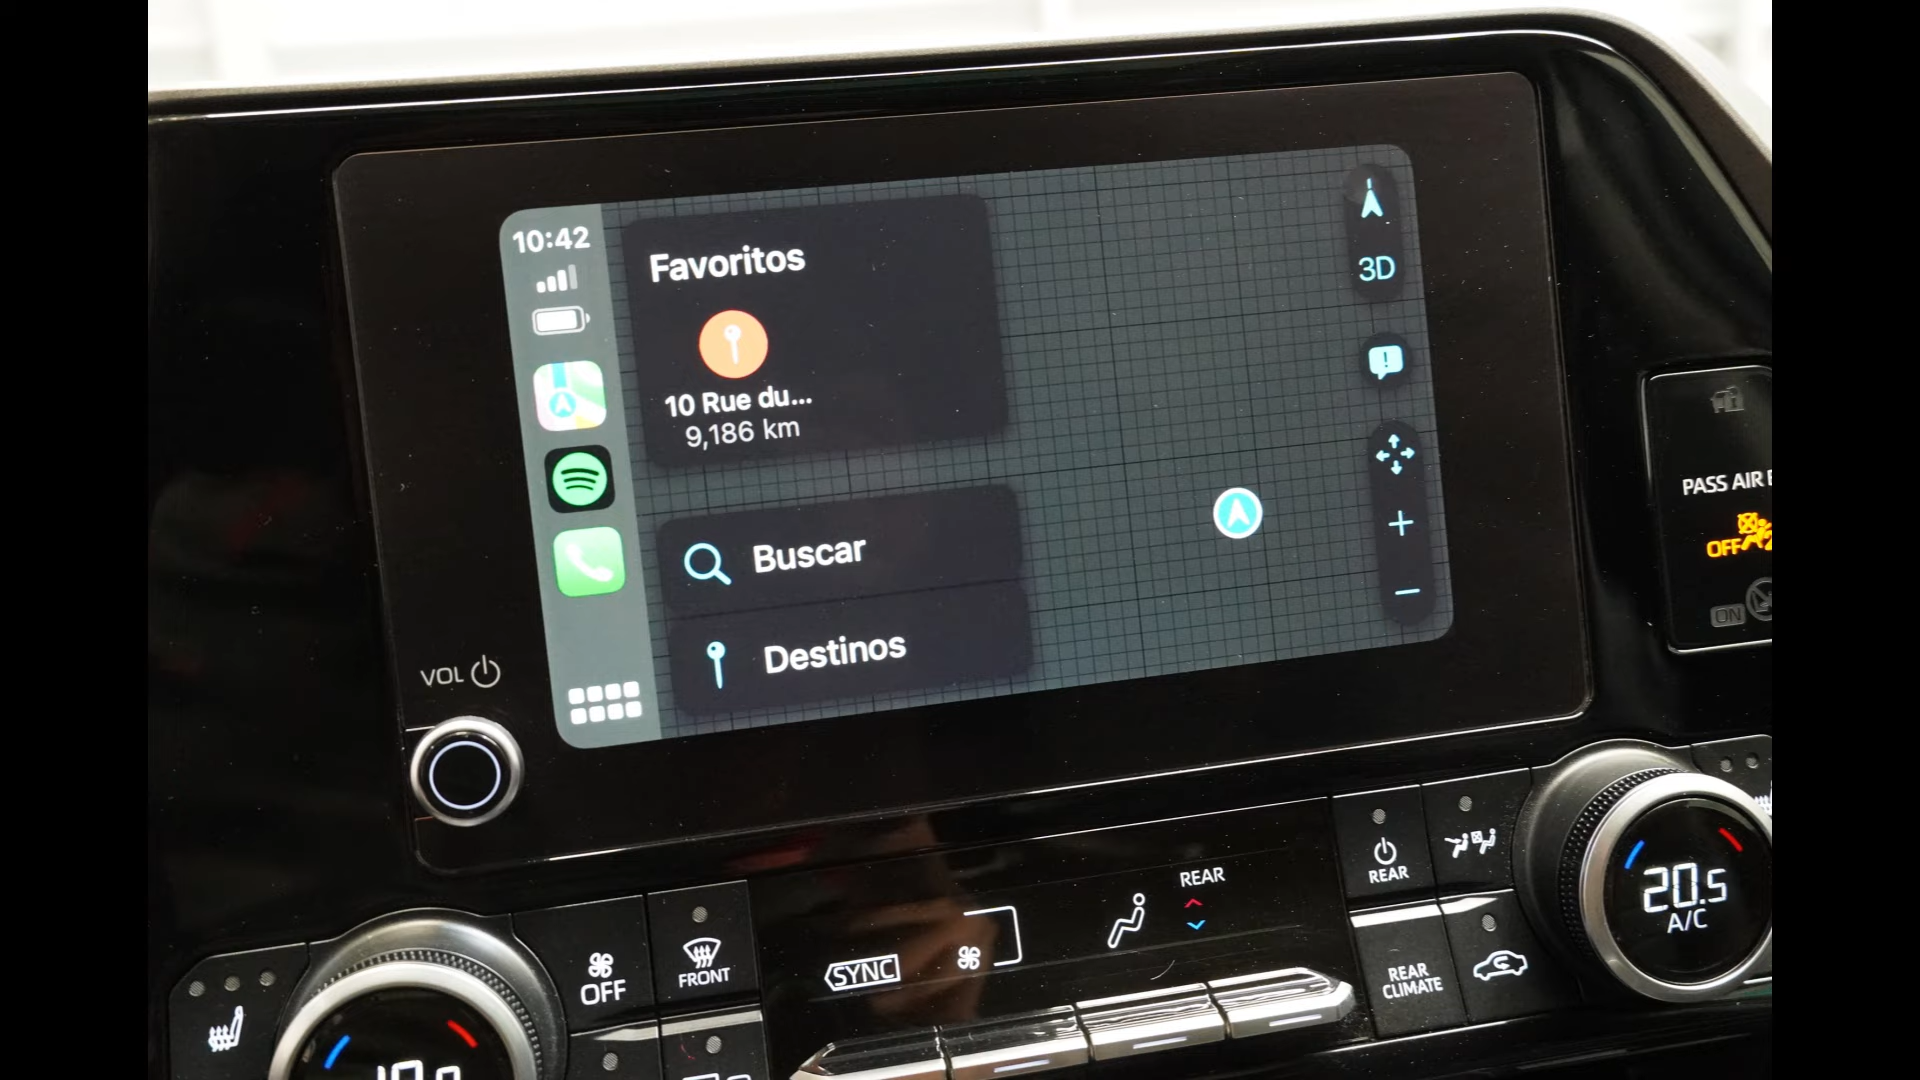 10:42
Favoritos
10 Rue du...
9,186 km
Buscar
Destinos
3D
VOL
PASS AIR
OFF
ON
REAR
REAR
20.5
A/C
SYNC
OFF
FRONT
REAR
CLIMATE